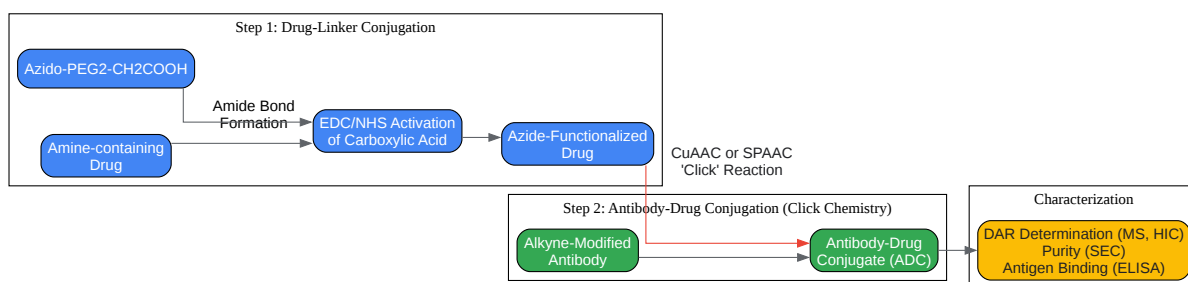 Step 1: Drug-Linker Conjugation
Azido-PEG2-CH2COOH
Amide Bond
Formation
EDC/NHS Activation
of Carboxylic Acid
Amine-containing
Drug
Azide-Functionalized
Drug
CuAAC or SPAAC
'Click' Reaction
Step 2: Antibody-Drug Conjugation (Click Chemistry)
Alkyne-Modified
Antibody
Antibody-Drug
Conjugate (ADC)
Characterization
DAR Determination (MS, HIC)
Purity (SEC)
Antigen Binding (ELISA)